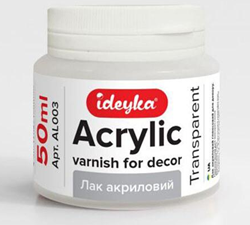 ideyka®
Acrylic
varnish for decor
Лак акриловий
50ml
Арт. AL003
Transparent